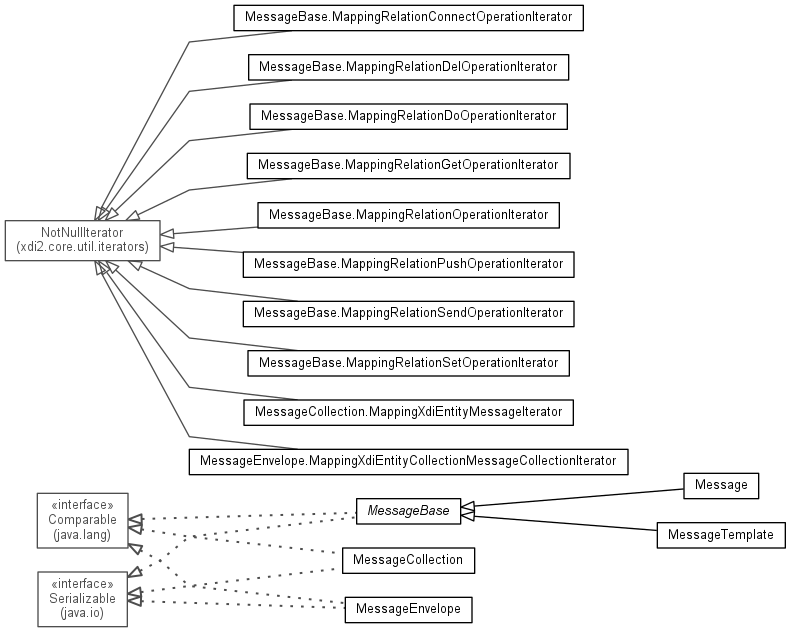 MessageBase.MappingRelationConnectOperationIterator
MessageBase.MappingRelationDelOperationIterator
MessageBase.MappingRelationDoOperationIterator
MessageBase.MappingRelationGetOperationIterator
NotNullIterator
(xdi2.core.util.iterators)
MessageBase.MappingRelationOperationIterator
MessageBase.MappingRelationPushOperationIterator
MessageBase.MappingRelationSendOperationIterator
MessageBase.MappingRelationSetOperationIterator
MessageCollection.MappingXdiEntityMessageIterator
MessageEnvelope.MappingXdiEntityCollectionMessageCollectionIterator
«interface»
Comparable
(java.lang)
MessageBase
Message
MessageTemplate
MessageCollection
«interface»
Serializable
(java.io)
MessageEnvelope